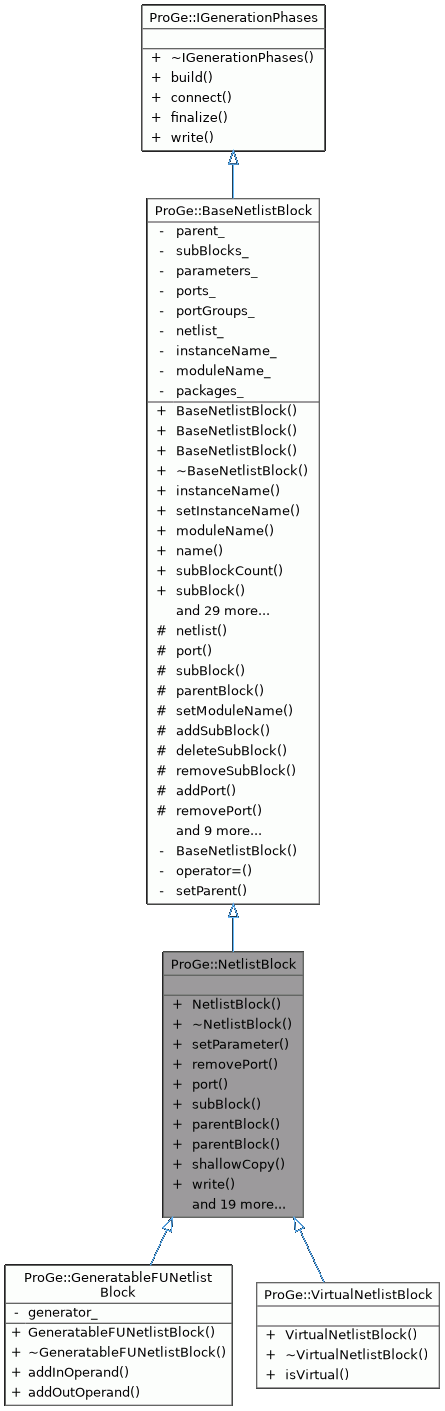 ProGe::IGenerationPhases
+ ~IGenerationPhases()
+ build()
+ connect()
+ finalize()
+ write()
ProGe::BaseNetlistBlock
- parent_
- subBlocks_
- parameters_
- ports_
- portGroups_
- netlist_
- instanceName_
- moduleName_
- packages_
+ BaseNetlistBlock()
+ BaseNetlistBlock()
+ BaseNetlistBlock()
+ ~BaseNetlistBlock()
+ instanceName()
+ setInstanceName()
+ moduleName()
+ name()
+ subBlockCount()
+ subBlock()
and 29 more...
# netlist()
# port()
# subBlock()
# parentBlock()
# setModuleName()
# addSubBlock()
# deleteSubBlock()
# removeSubBlock()
# addPort()
# removePort()
and 9 more...
- BaseNetlistBlock()
- operator=()
- setParent()
ProGe::NetlistBlock
+ NetlistBlock()
+ ~NetlistBlock()
+ setParameter()
+ removePort()
+ port()
+ subBlock()
+ parentBlock()
+ parentBlock()
+ shallowCopy()
+ write()
and 19 more...
ProGe::GeneratableFUNetlist
Block
- generator_
+ GeneratableFUNetlistBlock()
+ ~GeneratableFUNetlistBlock()
+ addInOperand()
+ addOutOperand()
ProGe::VirtualNetlistBlock
+ VirtualNetlistBlock()
+ ~VirtualNetlistBlock()
+ isVirtual()